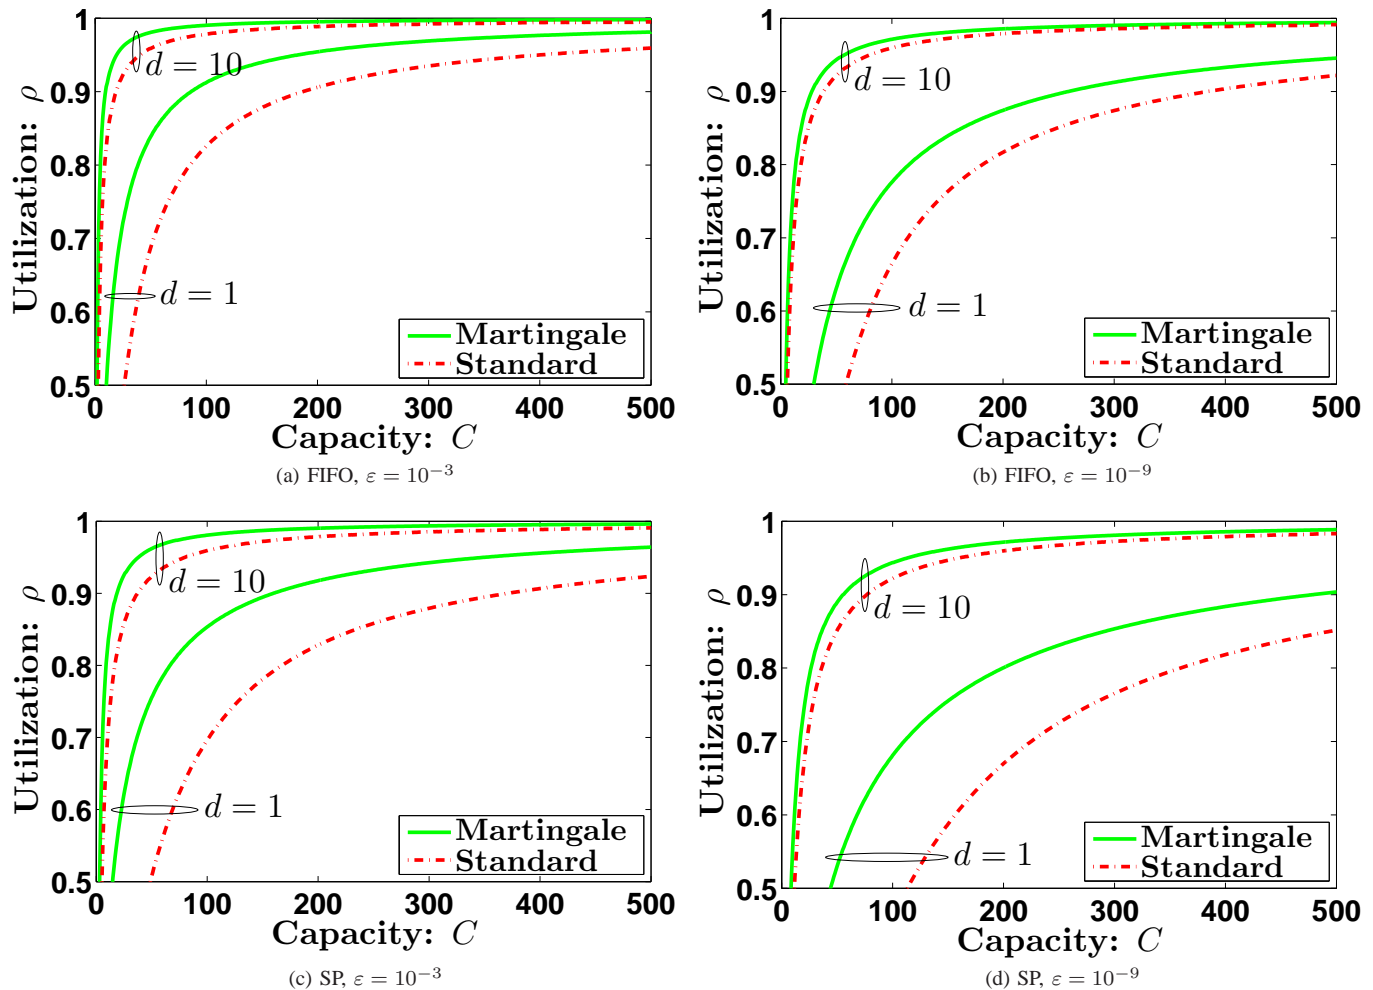 1
0.9
0.8
0.7
0.6
0.5
0 100 200 300 400 500
Utilization: ρ
Capacity: C
d = 10
d = 1
Martingale
Standard
(a) FIFO, ε = 10⁻³
1
0.9
0.8
0.7
0.6
0.5
0 100 200 300 400 500
Utilization: ρ
Capacity: C
d = 10
d = 1
Martingale
Standard
(b) FIFO, ε = 10⁻⁹
1
0.9
0.8
0.7
0.6
0.5
0 100 200 300 400 500
Utilization: ρ
Capacity: C
d = 10
d = 1
Martingale
Standard
(c) SP, ε = 10⁻³
1
0.9
0.8
0.7
0.6
0.5
0 100 200 300 400 500
Utilization: ρ
Capacity: C
d = 10
d = 1
Martingale
Standard
(d) SP, ε = 10⁻⁹